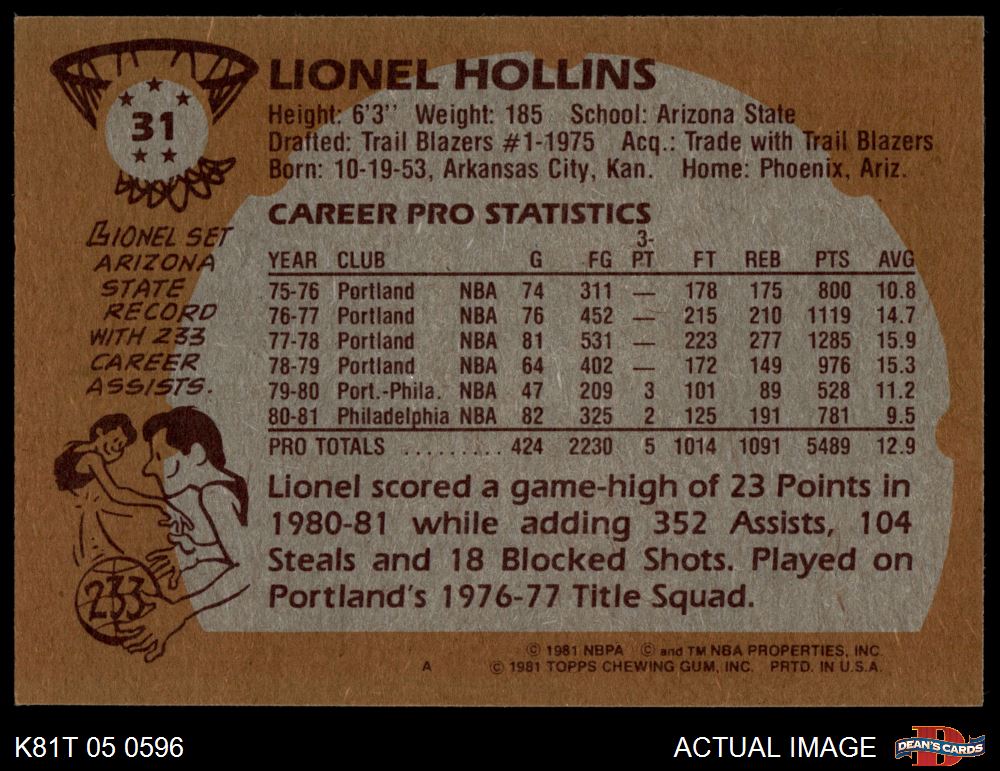 31
LIONEL HOLLINS
Height: 6'3'' Weight: 185 School: Arizona State
Drafted: Trail Blazers #1-1975 Acq.: Trade with Trail Blazers
Born: 10-19-53, Arkansas City, Kan. Home: Phoenix, Ariz.
LIONEL SET
ARIZONA
STATE
RECORD
WITH 233
CAREER
ASSISTS.
233
CAREER PRO STATISTICS
YEAR CLUB G FG 3-PT FT REB PTS AVG
75-76 Portland NBA 74 311 — 178 175 800 10.8
76-77 Portland NBA 76 452 — 215 210 1119 14.7
77-78 Portland NBA 81 531 — 223 277 1285 15.9
78-79 Portland NBA 64 402 — 172 149 976 15.3
79-80 Port.-Phila. NBA 47 209 3 101 89 528 11.2
80-81 Philadelphia NBA 82 325 2 125 191 781 9.5
PRO TOTALS ......... 424 2230 5 1014 1091 5489 12.9
Lionel scored a game-high of 23 Points in
1980-81 while adding 352 Assists, 104
Steals and 18 Blocked Shots. Played on
Portland's 1976-77 Title Squad.
© 1981 NBPA © and TM NBA PROPERTIES, INC.
A © 1981 TOPPS CHEWING GUM, INC. PRTD. IN U.S.A.
K81T 05 0596 ACTUAL IMAGE D DEAN'S CARDS